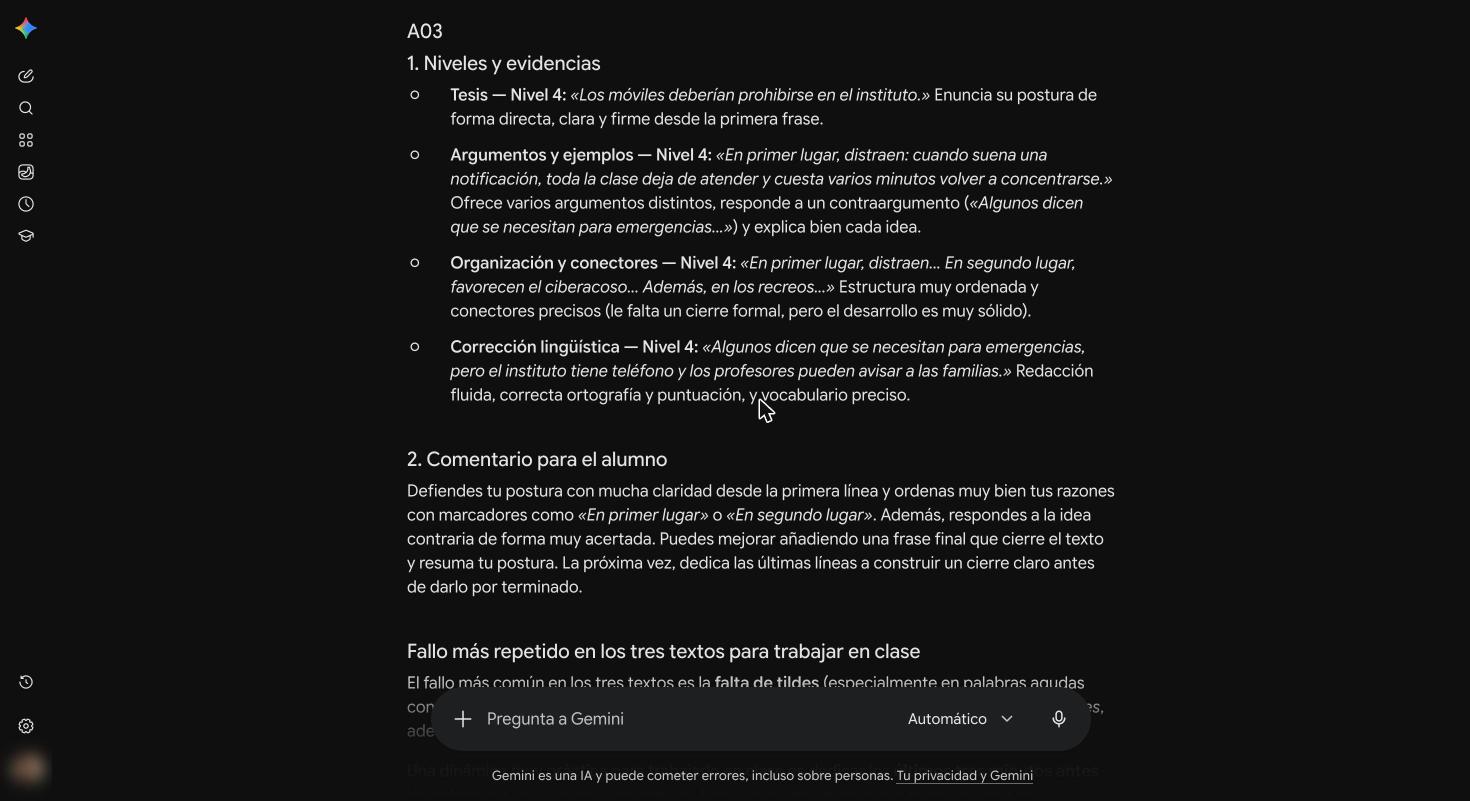 A03
1. Niveles y evidencias
Tesis — Nivel 4: «Los móviles deberían prohibirse en el instituto.» Enuncia su postura de
forma directa, clara y firme desde la primera frase.
Argumentos y ejemplos — Nivel 4: «En primer lugar, distraen: cuando suena una
notificación, toda la clase deja de atender y cuesta varios minutos volver a concentrarse.»
Ofrece varios argumentos distintos, responde a un contraargumento («Algunos dicen
que se necesitan para emergencias...») y explica bien cada idea.
Organización y conectores — Nivel 4: «En primer lugar, distraen... En segundo lugar,
favorecen el ciberacoso... Además, en los recreos...» Estructura muy ordenada y
conectores precisos (le falta un cierre formal, pero el desarrollo es muy sólido).
Corrección lingüística — Nivel 4: «Algunos dicen que se necesitan para emergencias,
pero el instituto tiene teléfono y los profesores pueden avisar a las familias.» Redacción
fluida, correcta ortografía y puntuación, y vocabulario preciso.
2. Comentario para el alumno
Defiendes tu postura con mucha claridad desde la primera línea y ordenas muy bien tus razones
con marcadores como «En primer lugar» o «En segundo lugar». Además, respondes a la idea
contraria de forma muy acertada. Puedes mejorar añadiendo una frase final que cierre el texto
y resuma tu postura. La próxima vez, dedica las últimas líneas a construir un cierre claro antes
de darlo por terminado.
Fallo más repetido en los tres textos para trabajar en clase
El fallo más común en los tres textos es la falta de tildes (especialmente en palabras agudas
Pregunta a Gemini
Automático
Gemini es una IA y puede cometer errores, incluso sobre personas. Tu privacidad y Gemini